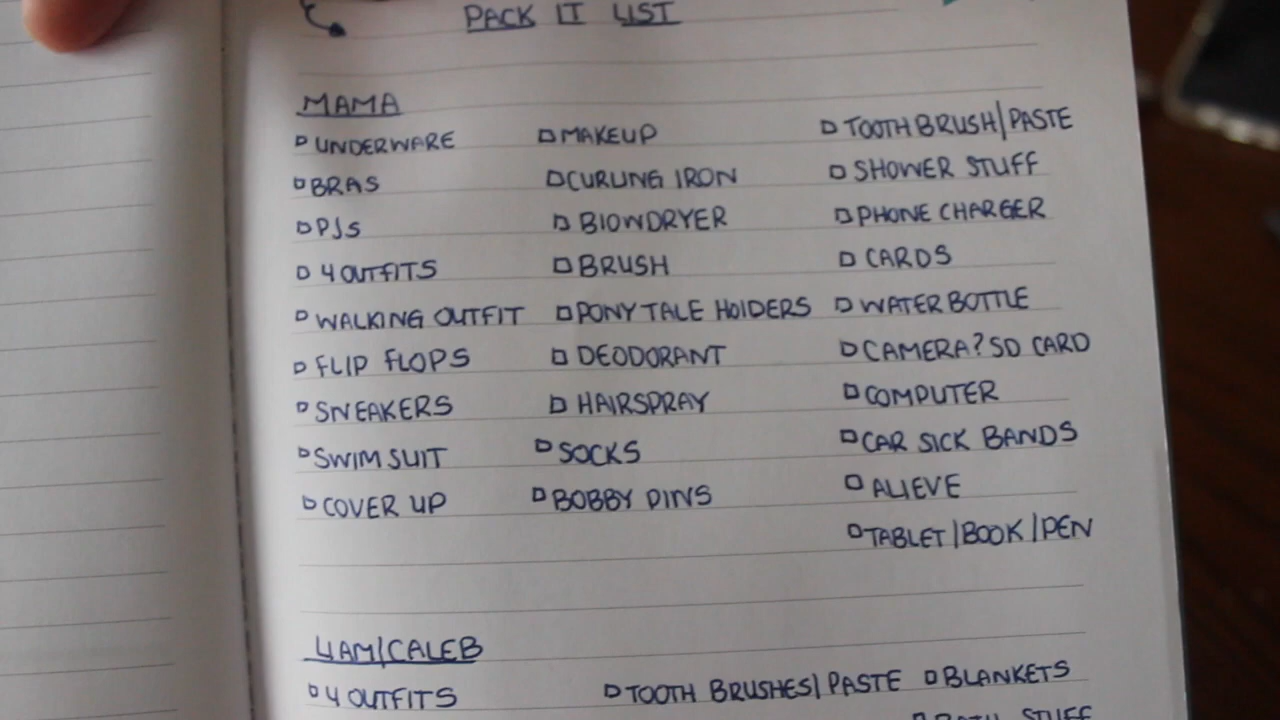 PACK IT LIST
MAMA
UNDERWARE
BRAS
PJS
4 OUTFITS
WALKING OUTFIT
FLIP FLOPS
SNEAKERS
SWIM SUIT
COVER UP
MAKEUP
CURLING IRON
BLOWDRYER
BRUSH
PONY TALE HOLDERS
DEODORANT
HAIRSPRAY
SOCKS
BOBBY PINS
TOOTH BRUSH/PASTE
SHOWER STUFF
PHONE CHARGER
CARDS
WATER BOTTLE
CAMERA? SD CARD
COMPUTER
CAR SICK BANDS
ALIEVE
TABLET/BOOK/PEN
LIAM/CALEB
4 OUTFITS
TOOTH BRUSHES/PASTE
BLANKETS
STUFF